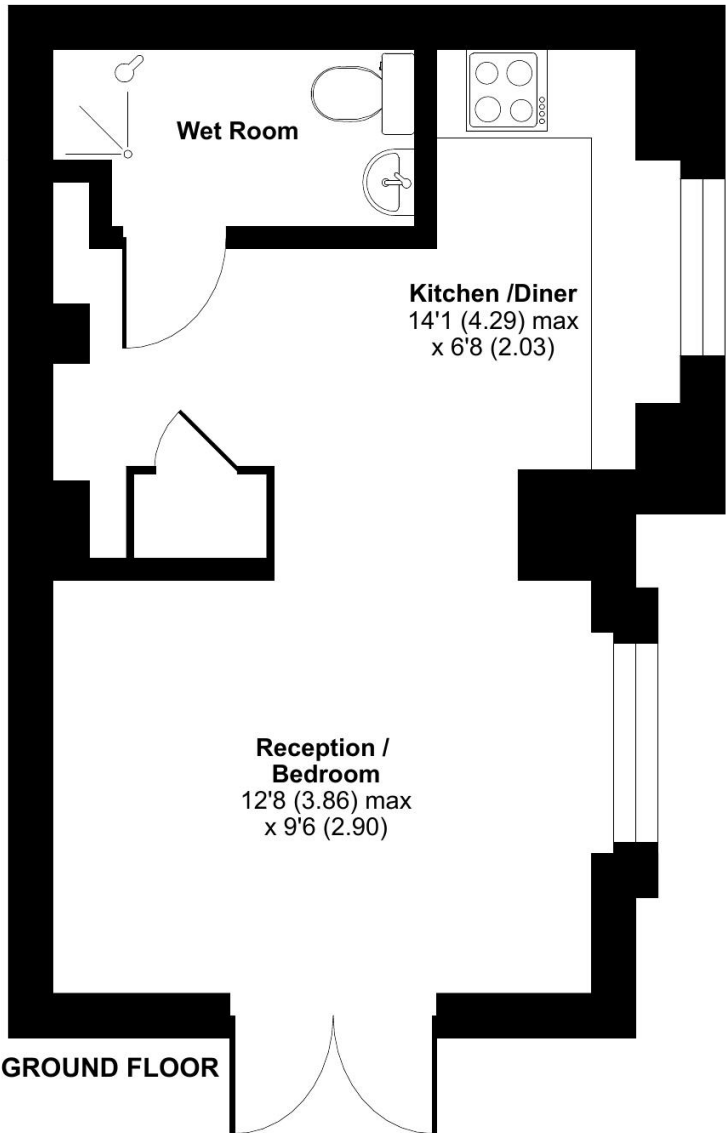 Wet Room
Kitchen /Diner
14'1 (4.29) max
x 6'8 (2.03)
Reception /
Bedroom
12'8 (3.86) max
x 9'6 (2.90)
GROUND FLOOR